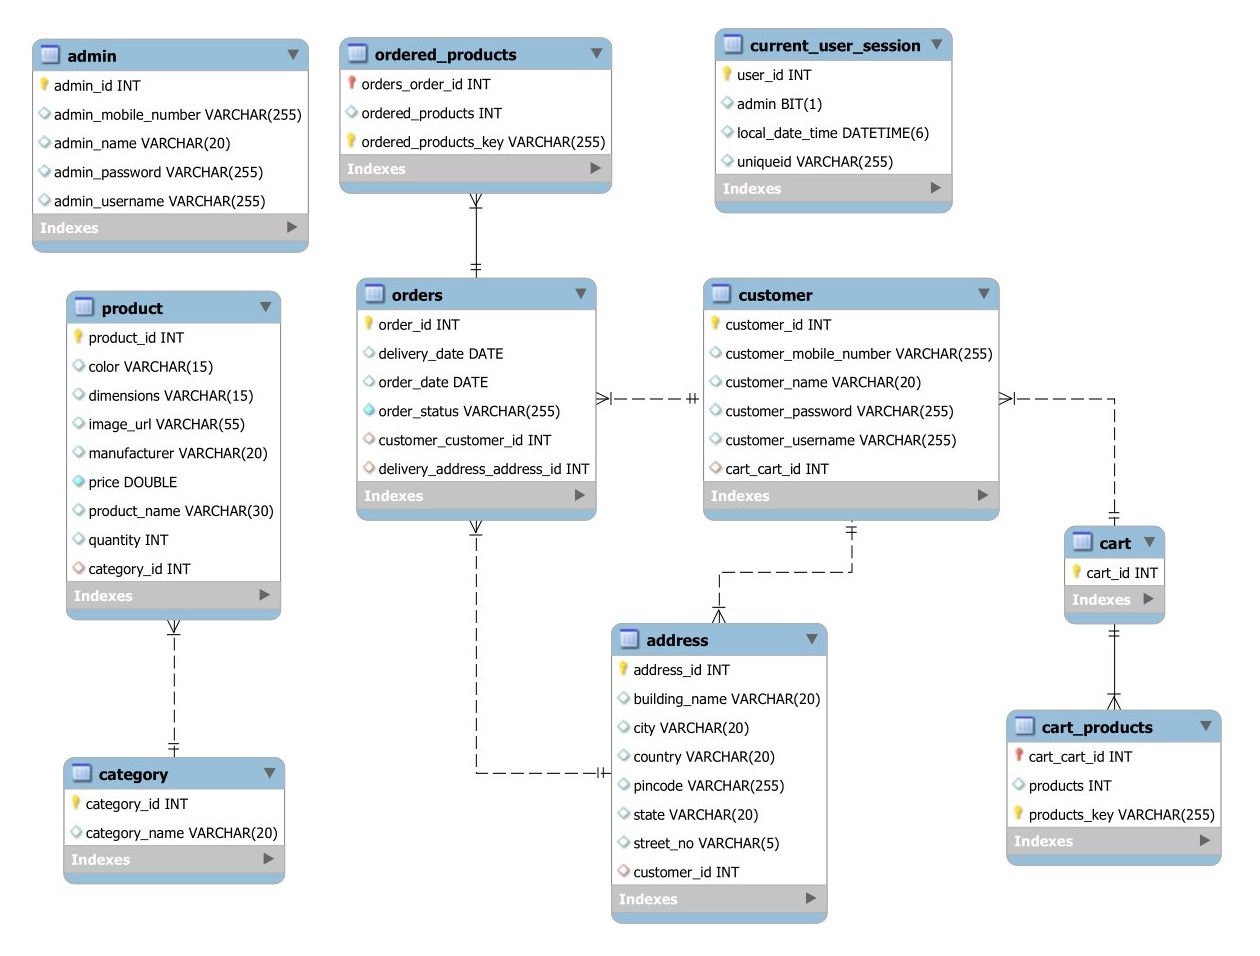 admin
admin_id INT
admin_mobile_number VARCHAR(255)
admin_name VARCHAR(20)
admin_password VARCHAR(255)
admin_username VARCHAR(255)
Indexes
ordered_products
orders_order_id INT
ordered_products INT
ordered_products_key VARCHAR(255)
Indexes
current_user_session
user_id INT
admin BIT(1)
local_date_time DATETIME(6)
uniqueid VARCHAR(255)
Indexes
product
product_id INT
color VARCHAR(15)
dimensions VARCHAR(15)
image_url VARCHAR(55)
manufacturer VARCHAR(20)
price DOUBLE
product_name VARCHAR(30)
quantity INT
category_id INT
Indexes
orders
order_id INT
delivery_date DATE
order_date DATE
order_status VARCHAR(255)
customer_customer_id INT
delivery_address_address_id INT
Indexes
customer
customer_id INT
customer_mobile_number VARCHAR(255)
customer_name VARCHAR(20)
customer_password VARCHAR(255)
customer_username VARCHAR(255)
cart_cart_id INT
Indexes
cart
cart_id INT
Indexes
category
category_id INT
category_name VARCHAR(20)
Indexes
address
address_id INT
building_name VARCHAR(20)
city VARCHAR(20)
country VARCHAR(20)
pincode VARCHAR(255)
state VARCHAR(20)
street_no VARCHAR(5)
customer_id INT
Indexes
cart_products
cart_cart_id INT
products INT
products_key VARCHAR(255)
Indexes